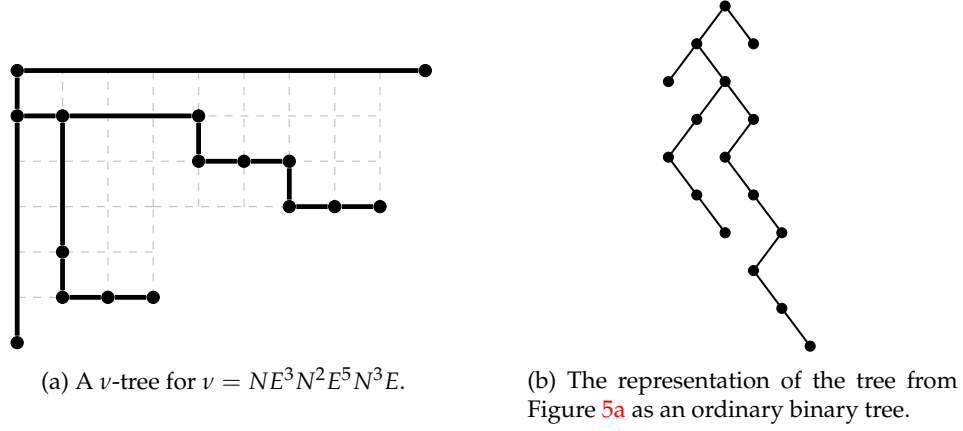 (a) A ν-tree for ν = NE³N²E⁵N³E.
(b) The representation of the tree from
Figure 5a as an ordinary binary tree.